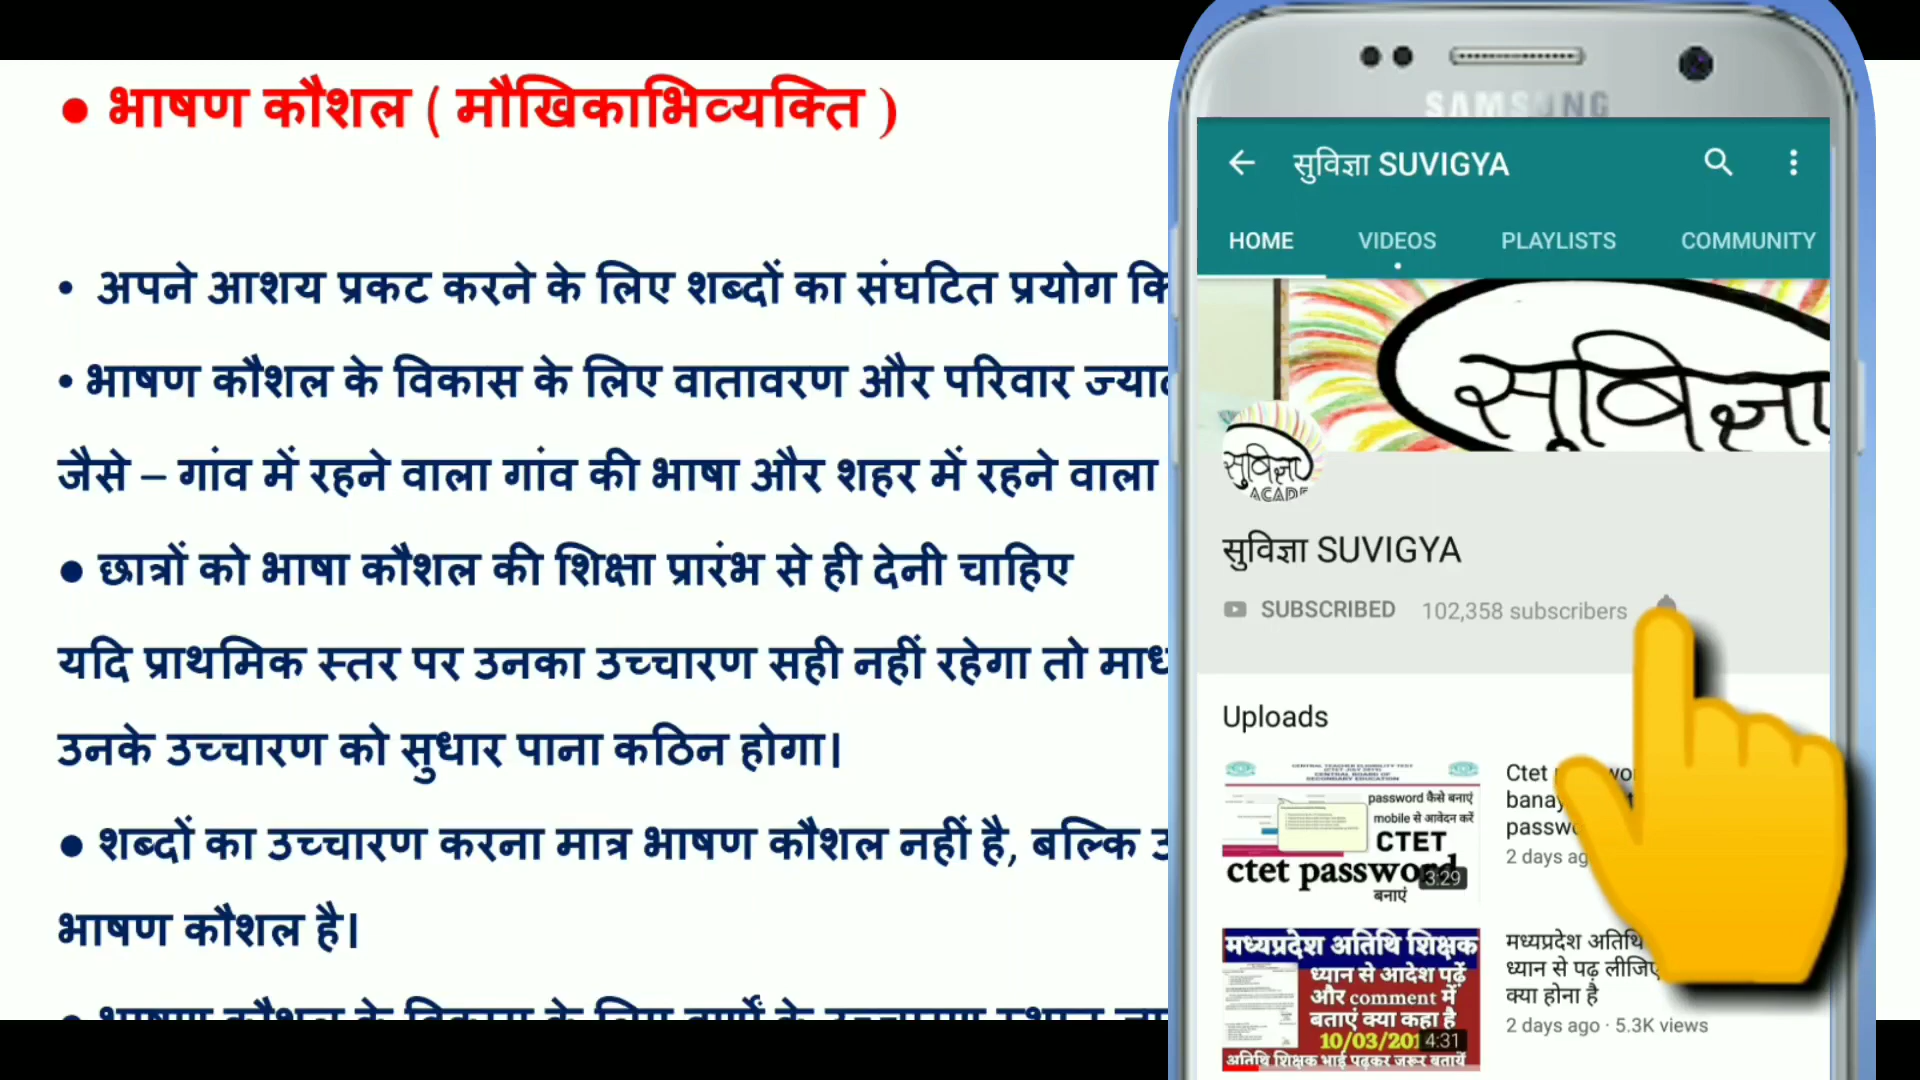 ● भाषण कौशल ( मौखिकाभिव्यक्ति )
• अपने आशय प्रकट करने के लिए शब्दों का संघटित प्रयोग
• भाषण कौशल के विकास के लिए वातावरण और परिवार
जैसे – गांव में रहने वाला गांव की भाषा और शहर में रहने वाला
● छात्रों को भाषा कौशल की शिक्षा प्रारंभ से ही देनी चाहिए
यदि प्राथमिक स्तर पर उनका उच्चारण सही नहीं रहेगा तो
उनके उच्चारण को सुधार पाना कठिन होगा।
● शब्दों का उच्चारण करना मात्र भाषण कौशल नहीं है, बल्कि
भाषण कौशल है।
SAMSUNG
सुविज्ञा SUVIGYA
HOME VIDEOS PLAYLISTS COMMUNITY
सुविज्ञा
सुविज्ञा
सुविज्ञा SUVIGYA
SUBSCRIBED 102,358 subscribers
Uploads
password कैसे बनाएं
mobile से आवेदन करें
CTET
ctet password
3:29
बनाएं
Ctet
2 days
मध्यप्रदेश अतिथि शिक्षक
ध्यान से आदेश पढ़ें
और comment में
बताएं क्या कहा है
4:31
अतिथि शिक्षक भाई पढ़कर जरूर बतायें
मध्यप्रदेश
ध्यान से पढ़
क्या होना है
2 days ago · 5.3K views